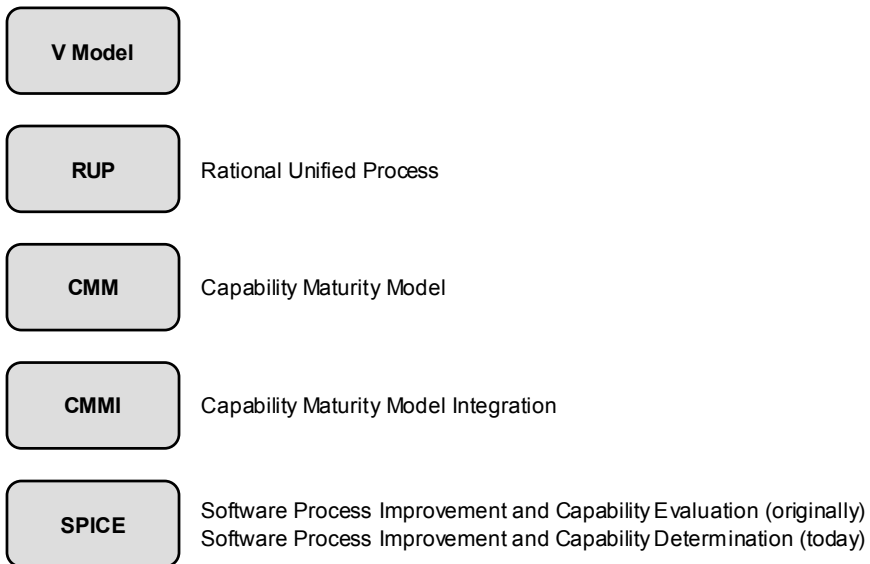 V Model
RUP
Rational Unified Process
CMM
Capability Maturity Model
CMMI
Capability Maturity Model Integration
SPICE
Software Process Improvement and Capability Evaluation (originally)
Software Process Improvement and Capability Determination (today)